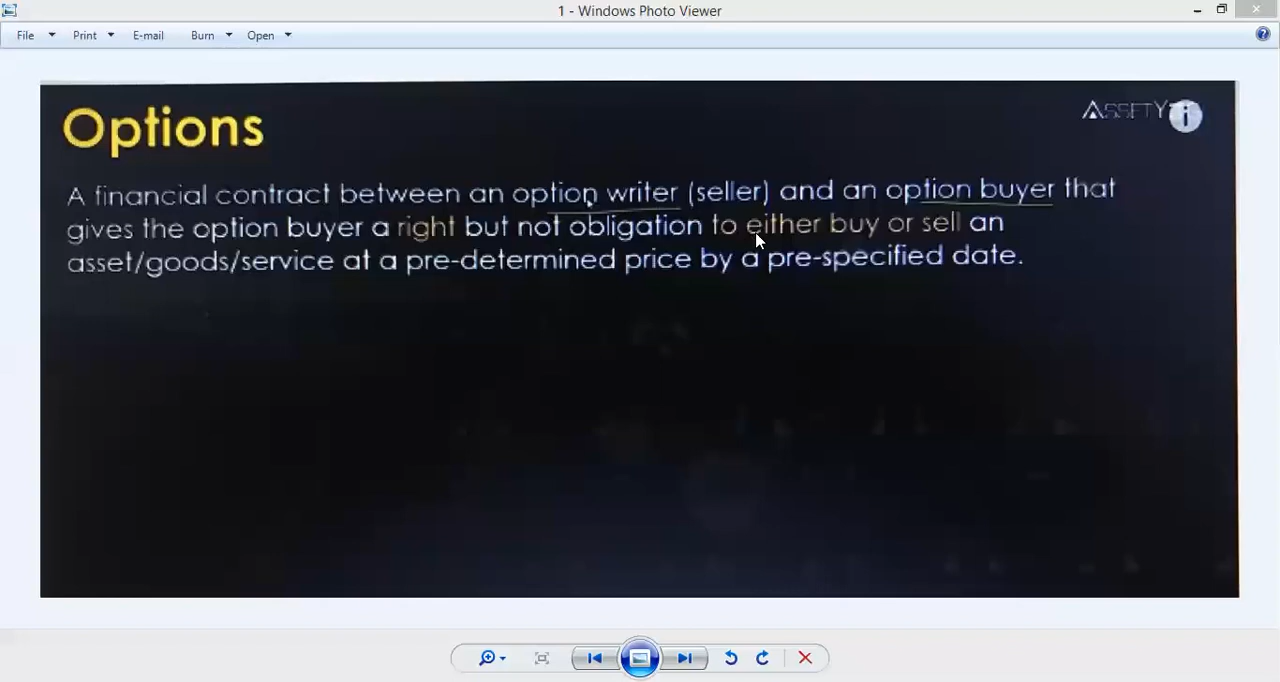 1 - Windows Photo Viewer
File Print E-mail Burn Open
Options
ASSETY
i
A financial contract between an option writer (seller) and an option buyer that
gives the option buyer a right but not obligation to either buy or sell an
asset/goods/service at a pre-determined price by a pre-specified date.